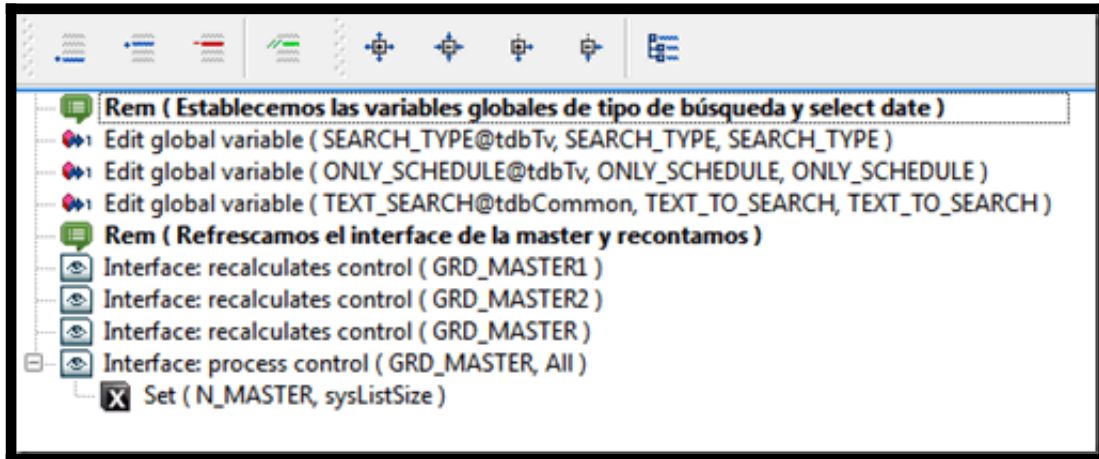 Rem ( Establecemos las variables globales de tipo de búsqueda y select date )
Edit global variable ( SEARCH_TYPE@tdbTv, SEARCH_TYPE, SEARCH_TYPE )
Edit global variable ( ONLY_SCHEDULE@tdbTv, ONLY_SCHEDULE, ONLY_SCHEDULE )
Edit global variable ( TEXT_SEARCH@tdbCommon, TEXT_TO_SEARCH, TEXT_TO_SEARCH )
Rem ( Refrescamos el interface de la master y recontamos )
Interface: recalculates control ( GRD_MASTER1 )
Interface: recalculates control ( GRD_MASTER2 )
Interface: recalculates control ( GRD_MASTER )
Interface: process control ( GRD_MASTER, All )
Set ( N_MASTER, sysListSize )